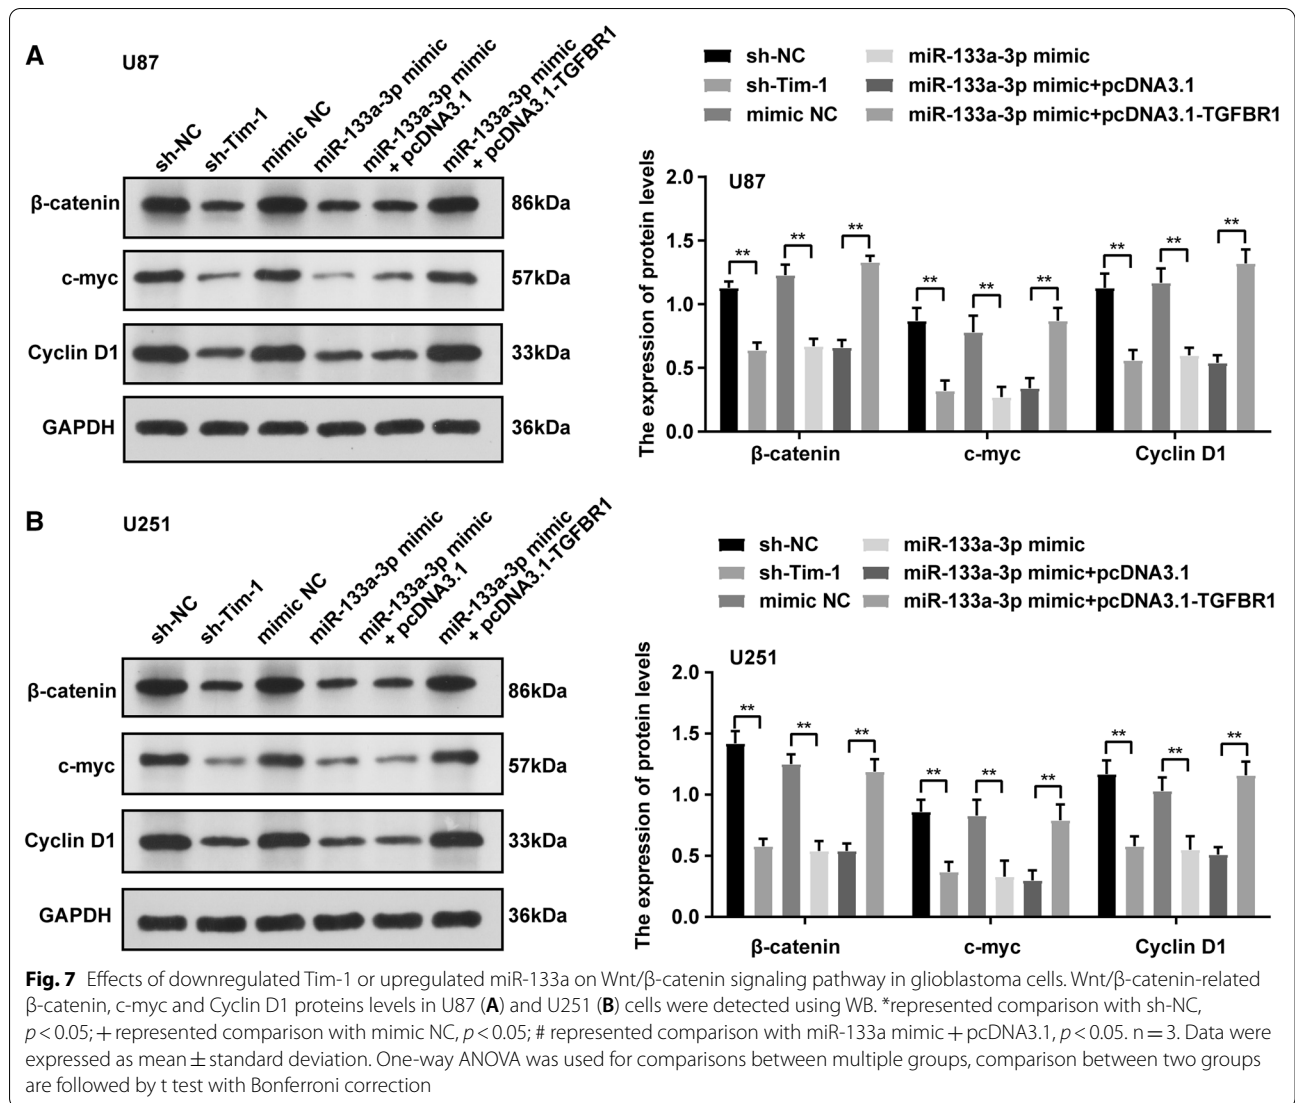 A
U87
sh-NC
sh-Tim-1
mimic NC
miR-133a-3p mimic
miR-133a-3p mimic
+ pcDNA3.1
miR-133a-3p mimic
+ pcDNA3.1-TGFBR1
β-catenin
86kDa
c-myc
57kDa
Cyclin D1
33kDa
GAPDH
36kDa
sh-NC
sh-Tim-1
mimic NC
miR-133a-3p mimic
miR-133a-3p mimic+pcDNA3.1
miR-133a-3p mimic+pcDNA3.1-TGFBR1
The expression of protein levels
U87
2.0
1.5
1.0
0.5
0.0
** ** ** ** ** ** ** ** **
β-catenin c-myc Cyclin D1
B
U251
sh-NC
sh-Tim-1
mimic NC
miR-133a-3p mimic
miR-133a-3p mimic
+ pcDNA3.1
miR-133a-3p mimic
+ pcDNA3.1-TGFBR1
β-catenin
86kDa
c-myc
57kDa
Cyclin D1
33kDa
GAPDH
36kDa
sh-NC
sh-Tim-1
mimic NC
miR-133a-3p mimic
miR-133a-3p mimic+pcDNA3.1
miR-133a-3p mimic+pcDNA3.1-TGFBR1
The expression of protein levels
U251
2.0
1.5
1.0
0.5
0.0
** ** ** ** ** ** ** ** **
β-catenin c-myc Cyclin D1
Fig. 7 Effects of downregulated Tim-1 or upregulated miR-133a on Wnt/β-catenin signaling pathway in glioblastoma cells. Wnt/β-catenin-related
β-catenin, c-myc and Cyclin D1 proteins levels in U87 (A) and U251 (B) cells were detected using WB. *represented comparison with sh-NC,
p < 0.05; + represented comparison with mimic NC, p < 0.05; # represented comparison with miR-133a mimic + pcDNA3.1, p < 0.05. n = 3. Data were
expressed as mean ± standard deviation. One-way ANOVA was used for comparisons between multiple groups, comparison between two groups
are followed by t test with Bonferroni correction